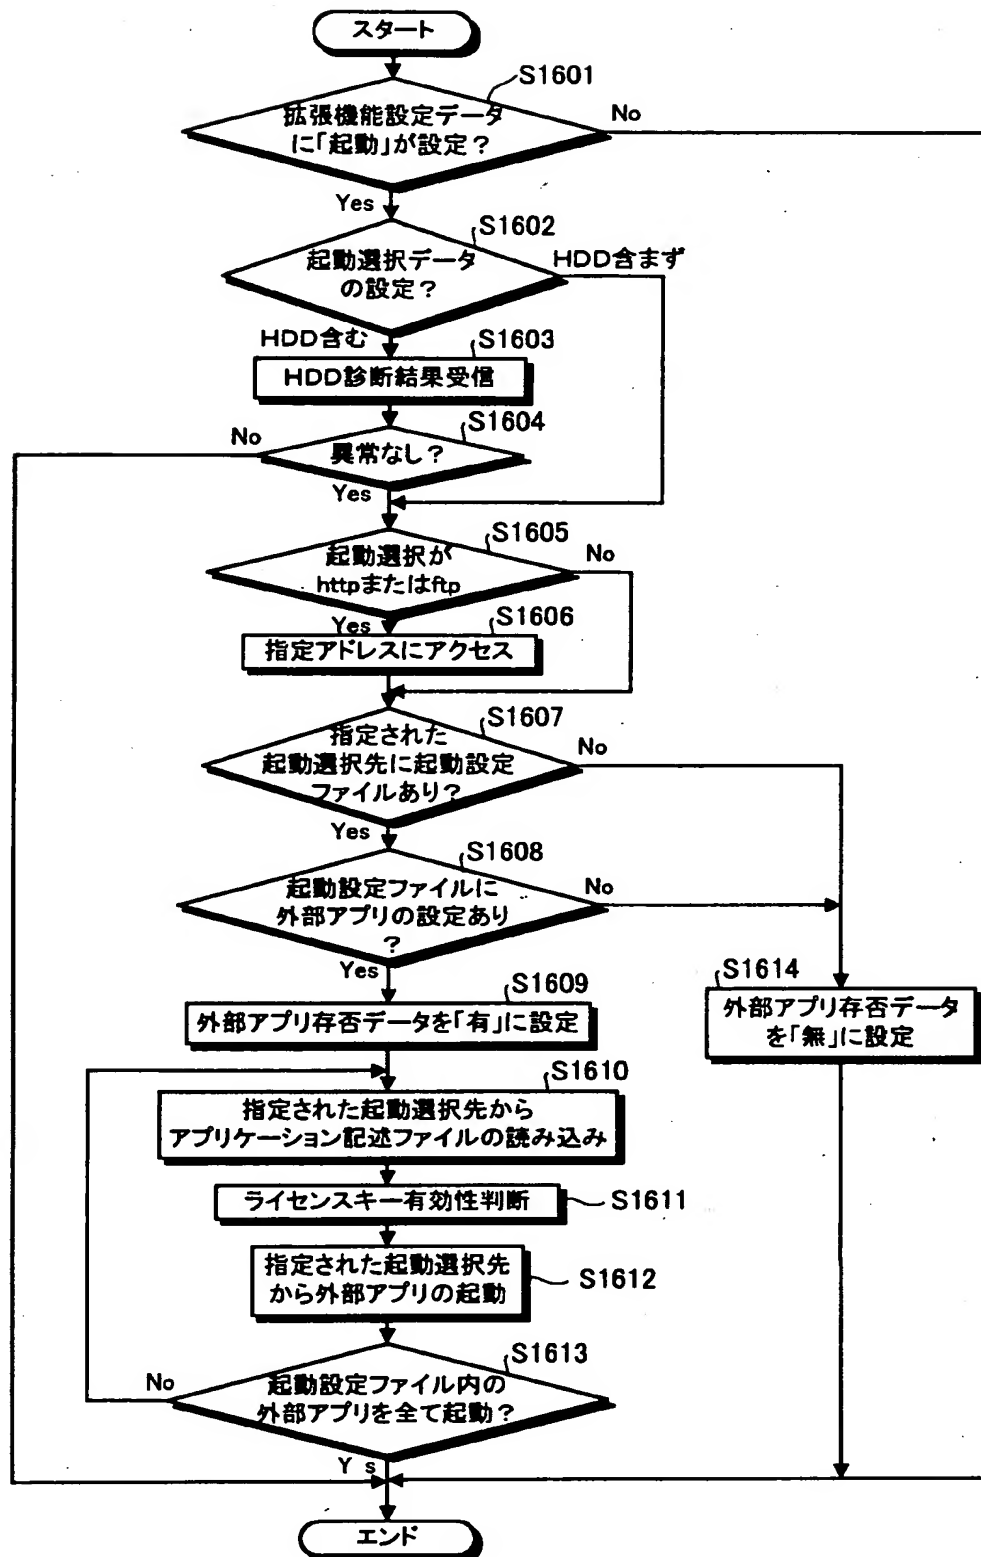 スタート
S1601
拡張機能設定データ
に「起動」が設定？
No
Yes
S1602
起動選択データ
の設定？
HDD含まず
HDD含む
S1603
HDD診断結果受信
S1604
No
異常なし？
Yes
S1605
起動選択が
httpまたはftp
No
Yes
S1606
指定アドレスにアクセス
S1607
指定された
起動選択先に起動設定
ファイルあり？
No
Yes
S1608
起動設定ファイルに
外部アプリの設定あり
？
No
Yes
S1609
外部アプリ存否データを「有」に設定
S1614
外部アプリ存否データ
を「無」に設定
S1610
指定された起動選択先から
アプリケーション記述ファイルの読み込み
ライセンスキー有効性判断
S1611
指定された起動選択先
から外部アプリの起動
S1612
S1613
No
起動設定ファイル内の
外部アプリを全て起動？
Y s
エンド